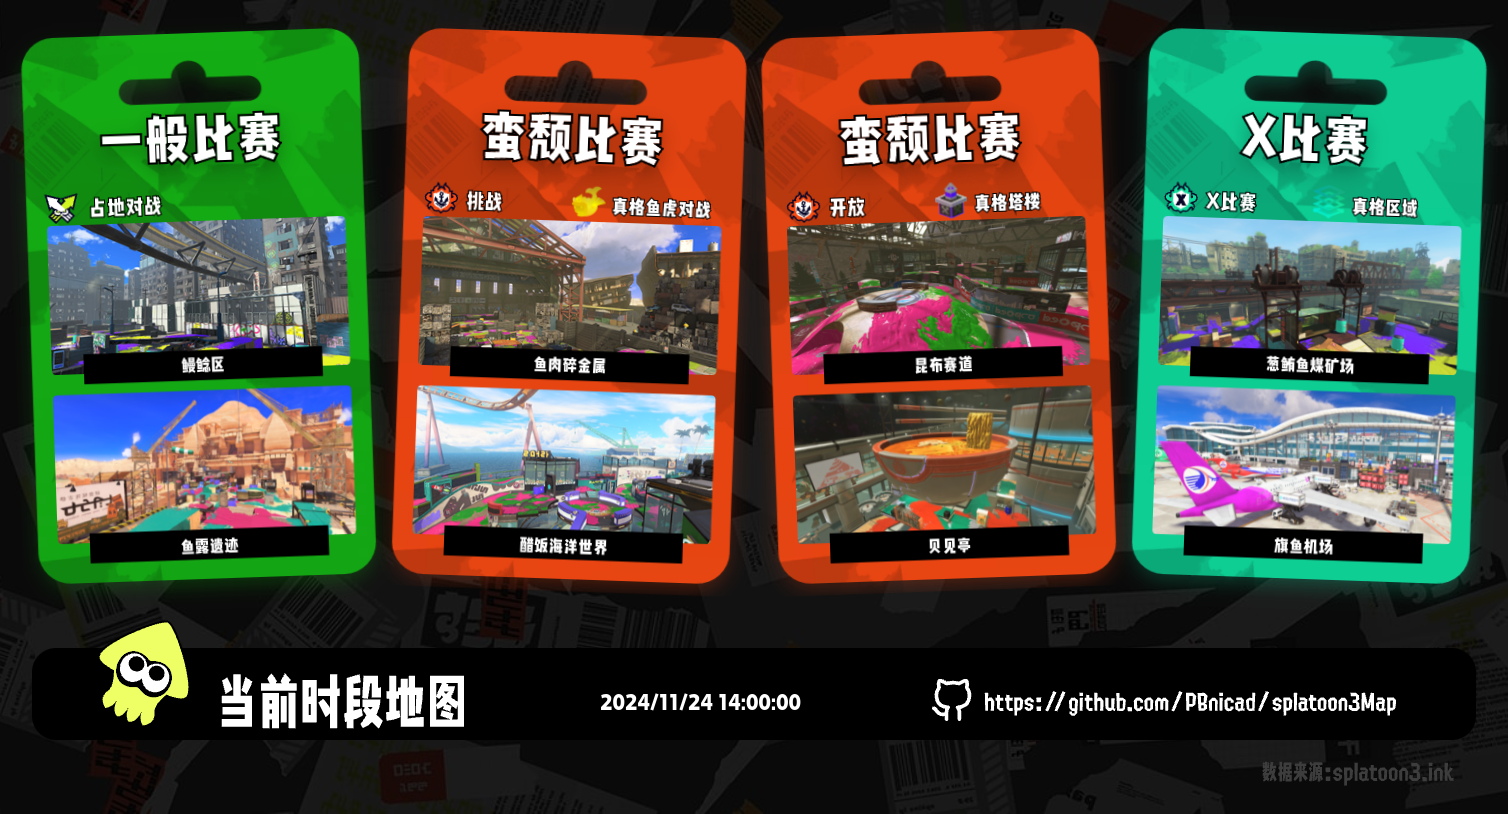 一般比赛
占地对战
鳗鲶区
鱼露遗迹
蛮颓比赛
挑战
真格鱼虎对战
鱼肉碎金属
醋饭海洋世界
蛮颓比赛
开放
真格塔楼
昆布赛道
贝见亭
X比赛
X比赛
真格区域
葱鲔鱼煤矿场
旗鱼机场
当前时段地图
2024/11/24 14:00:00
https://github.com/PBnicad/splatoon3Map
数据来源:splatoon3.ink